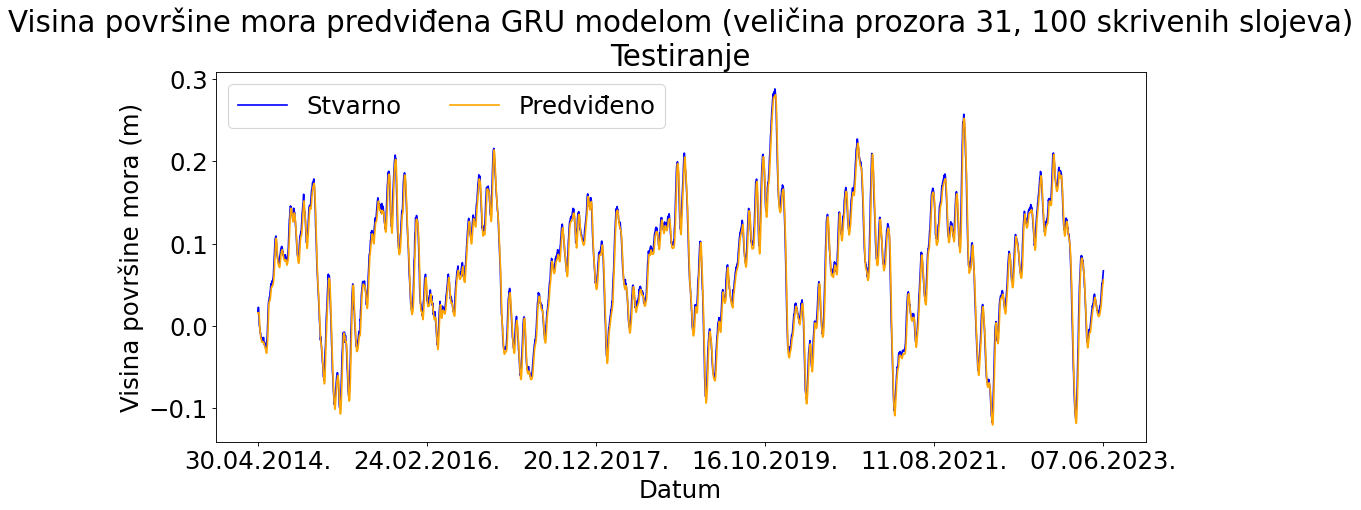 Visina površine mora predviđena GRU modelom (veličina prozora 31, 100 skrivenih slojeva)
Testiranje
Stvarno Predviđeno
Visina površine mora (m)
0.3
0.2
0.1
0.0
−0.1
30.04.2014. 24.02.2016. 20.12.2017. 16.10.2019. 11.08.2021. 07.06.2023.
Datum